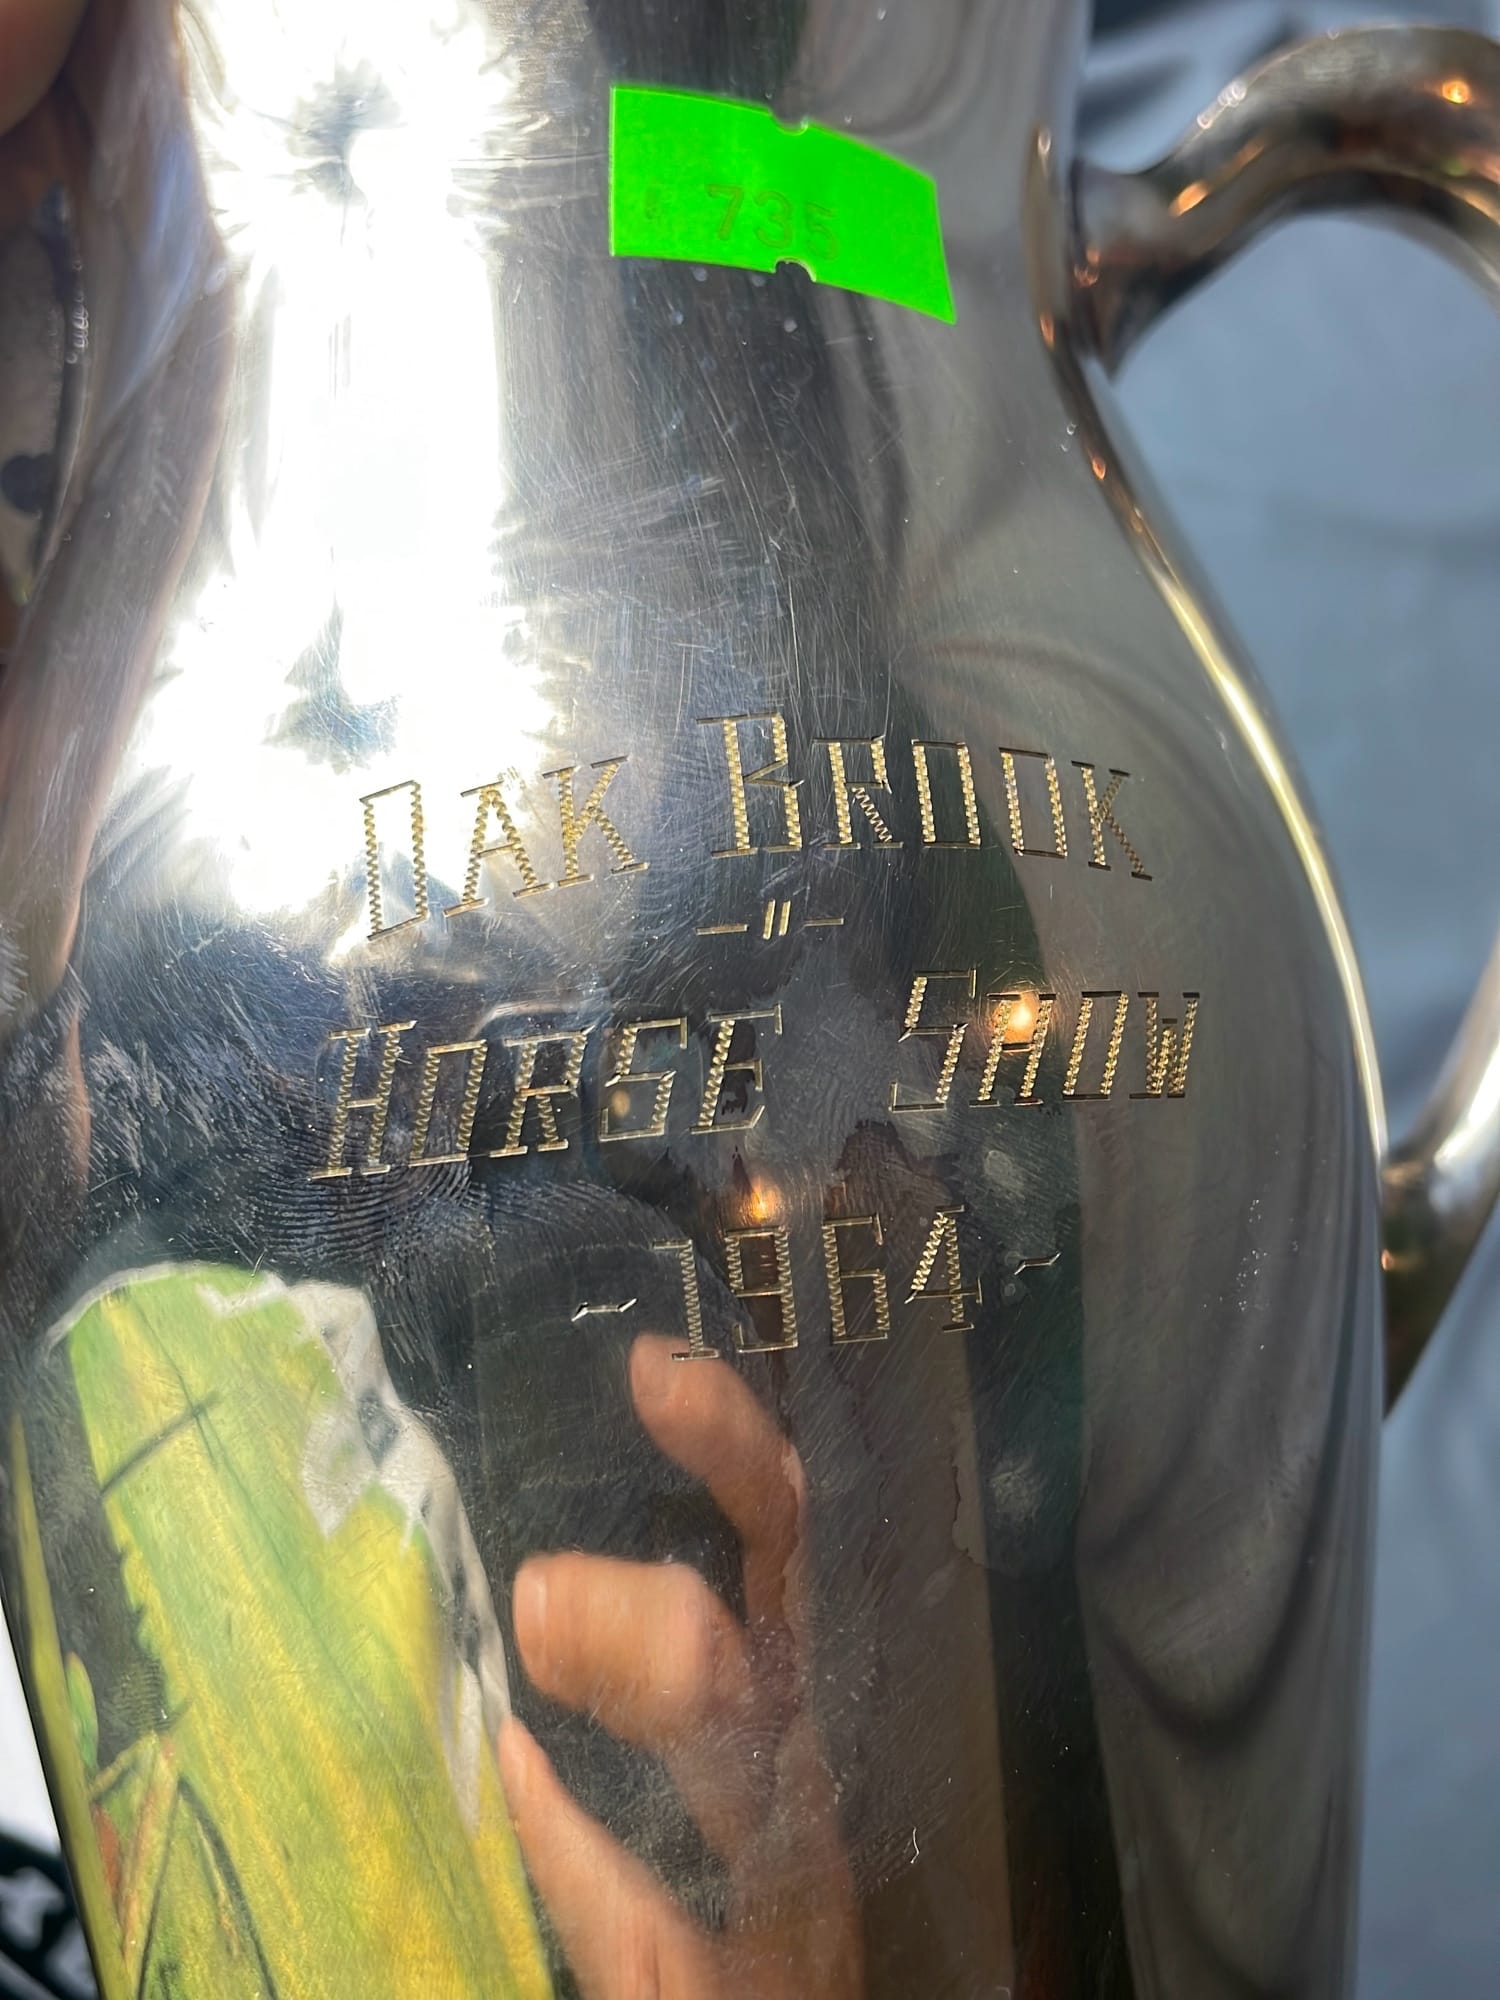 735
OAK BROOK
-"-
HORSE SHOW
-1964-